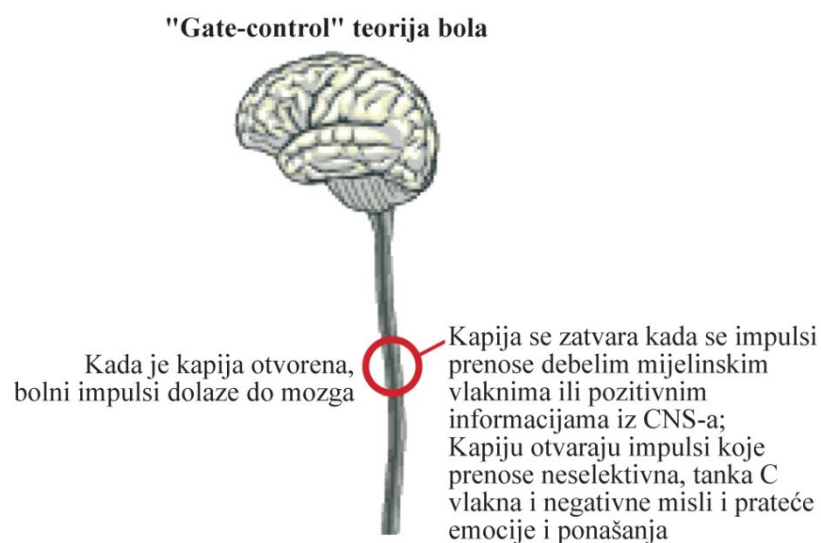 "Gate-control" teorija bola
Kada je kapija otvorena,
bolni impulsi dolaze do mozga
Kapija se zatvara kada se impulsi
prenose debelim mijelinskim
vlaknima ili pozitivnim
informacijama iz CNS-a;
Kapiju otvaraju impulsi koje
prenose neselektivna, tanka C
vlakna i negativne misli i prateće
emocije i ponašanja